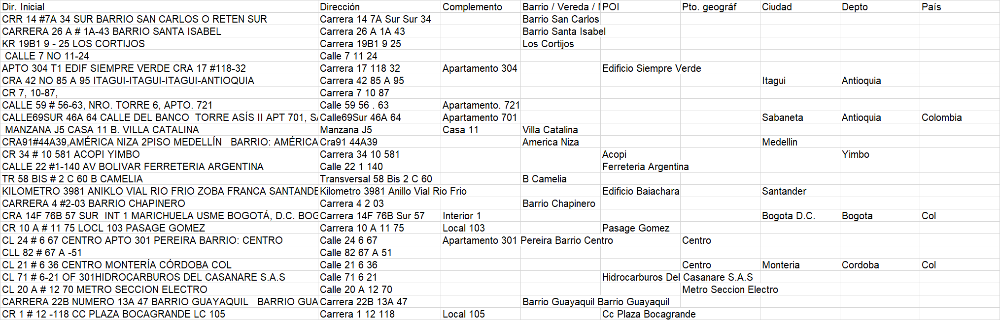 Dir. Inicial Dirección Complemento Barrio / Vereda / POI Pto. geográf Ciudad Depto País
CRR 14 #7A 34 SUR BARRIO SAN CARLOS O RETEN SUR Carrera 14 7A Sur Sur 34 Barrio San Carlos
CARRERA 26 A # 1A-43 BARRIO SANTA ISABEL Carrera 26 A 1A 43 Barrio Santa Isabel
KR 19B1 9 - 25 LOS CORTIJOS Carrera 19B1 9 25 Los Cortijos
CALLE 7 NO 11-24 Calle 7 11 24
APTO 304 T1 EDIF SIEMPRE VERDE CRA 17 #118-32 Carrera 17 118 32 Apartamento 304 Edificio Siempre Verde
CRA 42 NO 85 A 95 ITAGUI-ITAGUI-ITAGUI-ANTIOQUIA Carrera 42 85 A 95 Itagui Antioquia
CR 7, 10-87, Carrera 7 10 87
CALLE 59 # 56-63, NRO. TORRE 6, APTO. 721 Calle 59 56 . 63 Apartamento. 721
CALLE69SUR 46A 64 CALLE DEL BANCO TORRE ASÍS II APT 701, SA Calle69Sur 46A 64 Apartamento 701 Sabaneta Antioquia Colombia
MANZANA J5 CASA 11 B. VILLA CATALINA Manzana J5 Casa 11 Villa Catalina
CRA91#44A39,AMÉRICA NIZA 2PISO MEDELLÍN BARRIO: AMÉRICA Cra91 44A39 America Niza Medellin
CR 34 # 10 581 ACOPI YIMBO Carrera 34 10 581 Acopi Yimbo
CALLE 22 #1-140 AV BOLIVAR FERRETERIA ARGENTINA Calle 22 1 140 Ferreteria Argentina
TR 58 BIS # 2 C 60 B CAMELIA Transversal 58 Bis 2 C 60 B Camelia
KILOMETRO 3981 ANIKLO VIAL RIO FRIO ZOBA FRANCA SANTANDE Kilometro 3981 Anillo Vial Rio Frio Edificio Baiachara Santander
CARRERA 4 #2-03 BARRIO CHAPINERO Carrera 4 2 03 Barrio Chapinero
CRA 14F 76B 57 SUR INT 1 MARICHUELA USME BOGOTÁ, D.C. BOG Carrera 14F 76B Sur 57 Interior 1 Bogota D.C. Bogota Col
CR 10 A # 11 75 LOCL 103 PASAGE GOMEZ Carrera 10 A 11 75 Local 103 Pasage Gomez
CL 24 # 6 67 CENTRO APTO 301 PEREIRA BARRIO: CENTRO Calle 24 6 67 Apartamento 301 Pereira Barrio Centro Centro
CLL 82 # 67 A -51 Calle 82 67 A 51
CL 21 # 6 36 CENTRO MONTERÍA CÓRDOBA COL Calle 21 6 36 Centro Monteria Cordoba Col
CL 71 # 6-21 OF 301HIDROCARBUROS DEL CASANARE S.A.S Calle 71 6 21 Hidrocarburos Del Casanare S.A.S
CL 20 A # 12 70 METRO SECCION ELECTRO Calle 20 A 12 70 Metro Seccion Electro
CARRERA 22B NUMERO 13A 47 BARRIO GUAYAQUIL BARRIO GUA Carrera 22B 13A 47 Barrio Guayaquil Barrio Guayaquil
CR 1 # 12 -118 CC PLAZA BOCAGRANDE LC 105 Carrera 1 12 118 Local 105 Cc Plaza Bocagrande